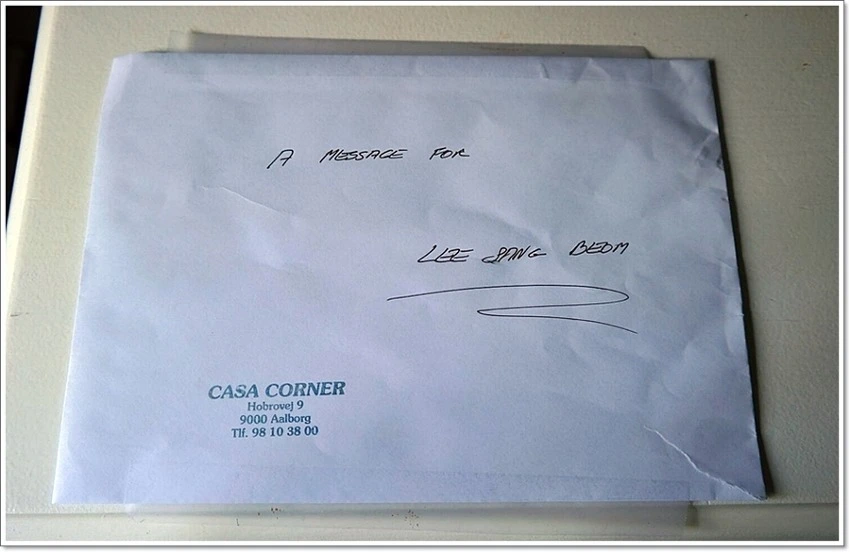 A MESSAGE FOR
LEE SANG BEOM
CASA CORNER
Hobrovej 9
9000 Aalborg
Tlf. 98 10 38 00